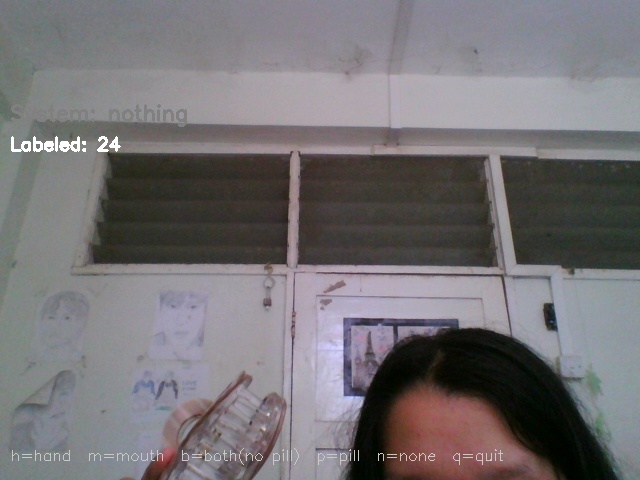 System: nothing
Labeled: 24
h=hand m=mouth b=both(no pill) p=pill n=none q=quit